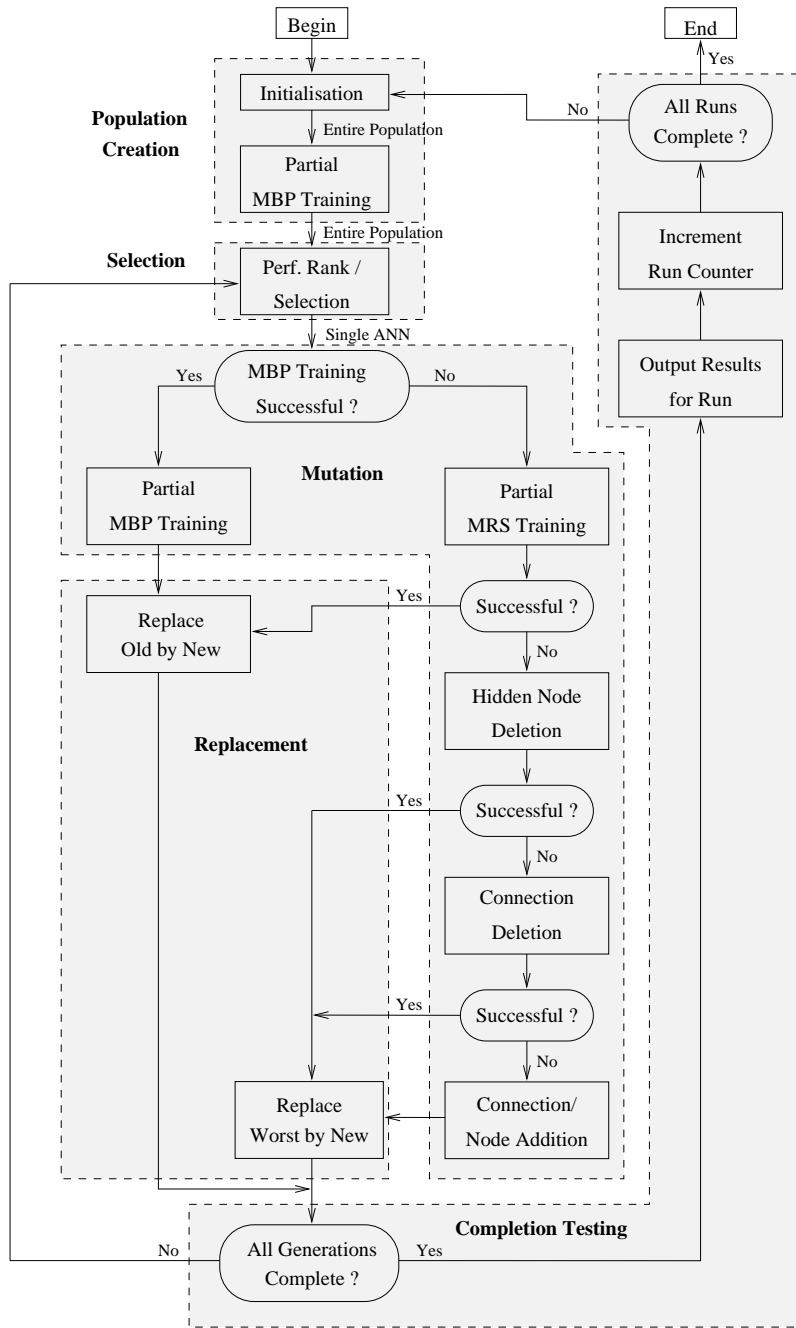 Begin
End
Yes
Initialisation
No
All Runs
Complete ?
Population
Creation
Entire Population
Partial
MBP Training
Entire Population
Increment
Run Counter
Selection
Perf. Rank /
Selection
Single ANN
Yes
MBP Training
Successful ?
No
Output Results
for Run
Mutation
Partial
MBP Training
Partial
MRS Training
Replace
Old by New
Yes
Successful ?
No
Hidden Node
Deletion
Replacement
Yes
Successful ?
No
Connection
Deletion
Yes
Successful ?
No
Replace
Worst by New
Connection/
Node Addition
Completion Testing
No
All Generations
Complete ?
Yes